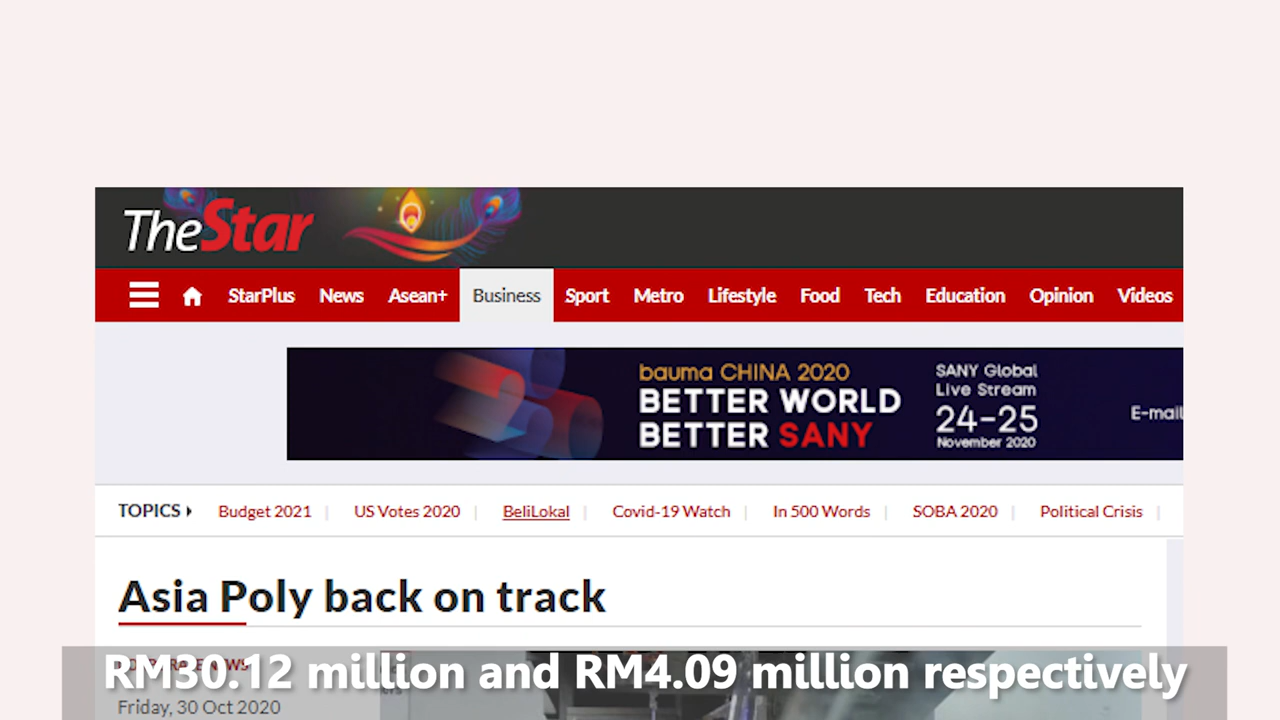 TheStar
StarPlus News Asean+ Business Sport Metro Lifestyle Food Tech Education Opinion Videos
bauma CHINA 2020
BETTER WORLD
BETTER SANY
SANY Global
Live Stream
24-25
November 2020
E-mail
TOPICS Budget 2021 US Votes 2020 BeliLokal Covid-19 Watch In 500 Words SOBA 2020 Political Crisis
Asia Poly back on track
RM30.12 million and RM4.09 million respectively
Friday, 30 Oct 2020